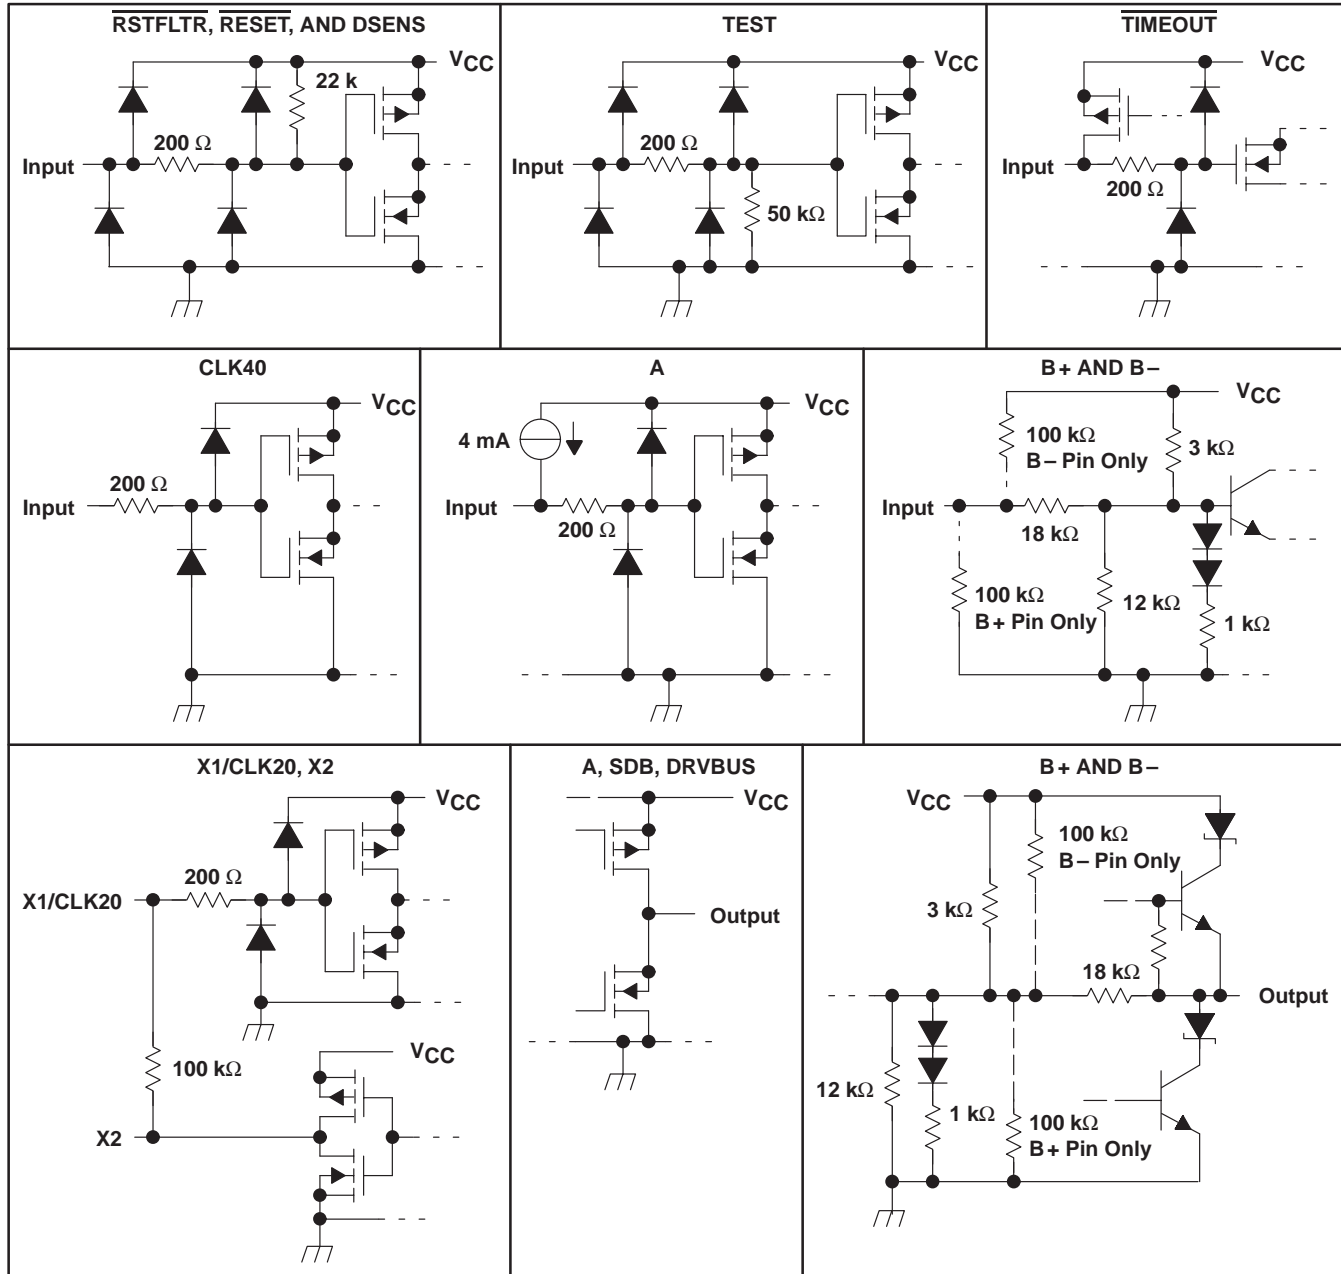 RSTFLTR, RESET, AND DSENS
VCC
22 k
200 Ω
Input
TEST
VCC
200 Ω
Input
50 kΩ
TIMEOUT
VCC
Input
200 Ω
CLK40
VCC
200 Ω
Input
A
VCC
4 mA
Input
200 Ω
B+ AND B−
VCC
100 kΩ
B− Pin Only
3 kΩ
Input
18 kΩ
100 kΩ
B+ Pin Only
12 kΩ
1 kΩ
X1/CLK20, X2
VCC
200 Ω
X1/CLK20
100 kΩ
VCC
X2
A, SDB, DRVBUS
VCC
Output
B+ AND B−
VCC
100 kΩ
B− Pin Only
3 kΩ
18 kΩ
Output
12 kΩ
1 kΩ
100 kΩ
B+ Pin Only